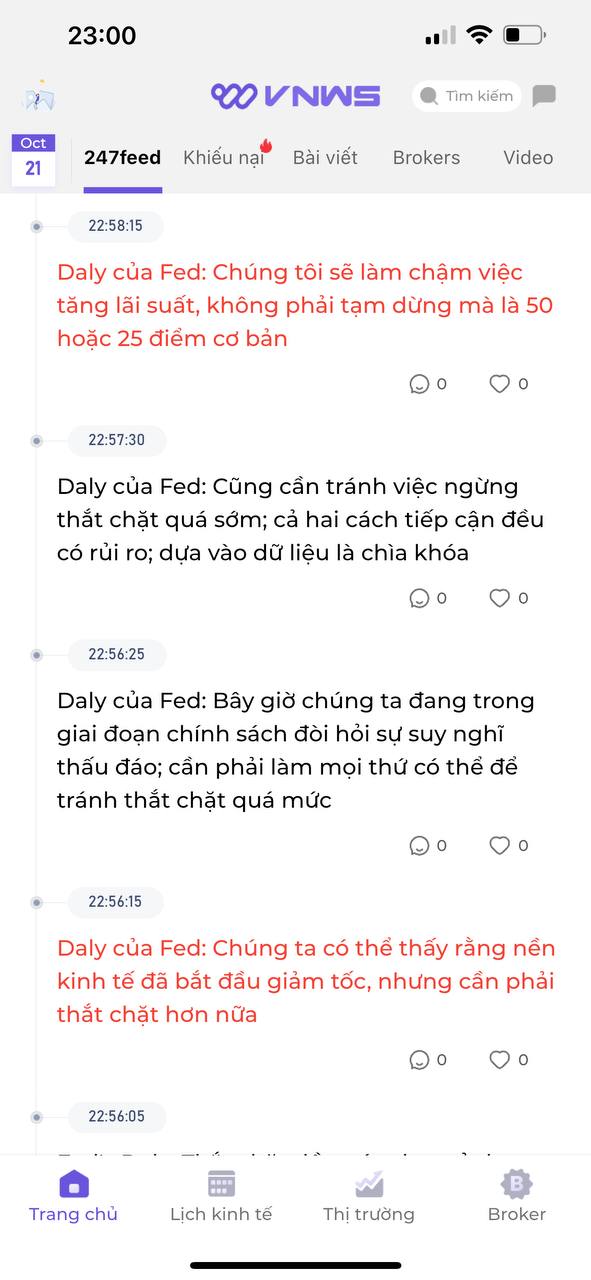 23:00
VNWS
Tìm kiếm
Oct
21
247feed
Khiếu nại
Bài viết
Brokers
Video
22:58:15
Daly của Fed: Chúng tôi sẽ làm chậm việc
tăng lãi suất, không phải tạm dừng mà là 50
hoặc 25 điểm cơ bản
0
0
22:57:30
Daly của Fed: Cũng cần tránh việc ngừng
thắt chặt quá sớm; cả hai cách tiếp cận đều
có rủi ro; dựa vào dữ liệu là chìa khóa
0
0
22:56:25
Daly của Fed: Bây giờ chúng ta đang trong
giai đoạn chính sách đòi hỏi sự suy nghĩ
thấu đáo; cần phải làm mọi thứ có thể để
tránh thắt chặt quá mức
0
0
22:56:15
Daly của Fed: Chúng ta có thể thấy rằng nền
kinh tế đã bắt đầu giảm tốc, nhưng cần phải
thắt chặt hơn nữa
0
0
22:56:05
Trang chủ
Lịch kinh tế
Thị trường
B
Broker